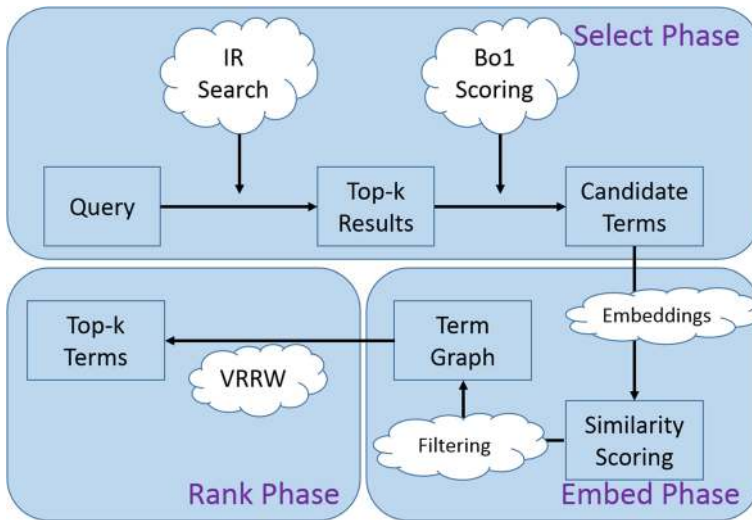 Select Phase
IR
Search
Bo1
Scoring
Query
Top-k
Results
Candidate
Terms
Top-k
Terms
VRRW
Rank Phase
Term
Graph
Embeddings
Filtering
Similarity
Scoring
Embed Phase